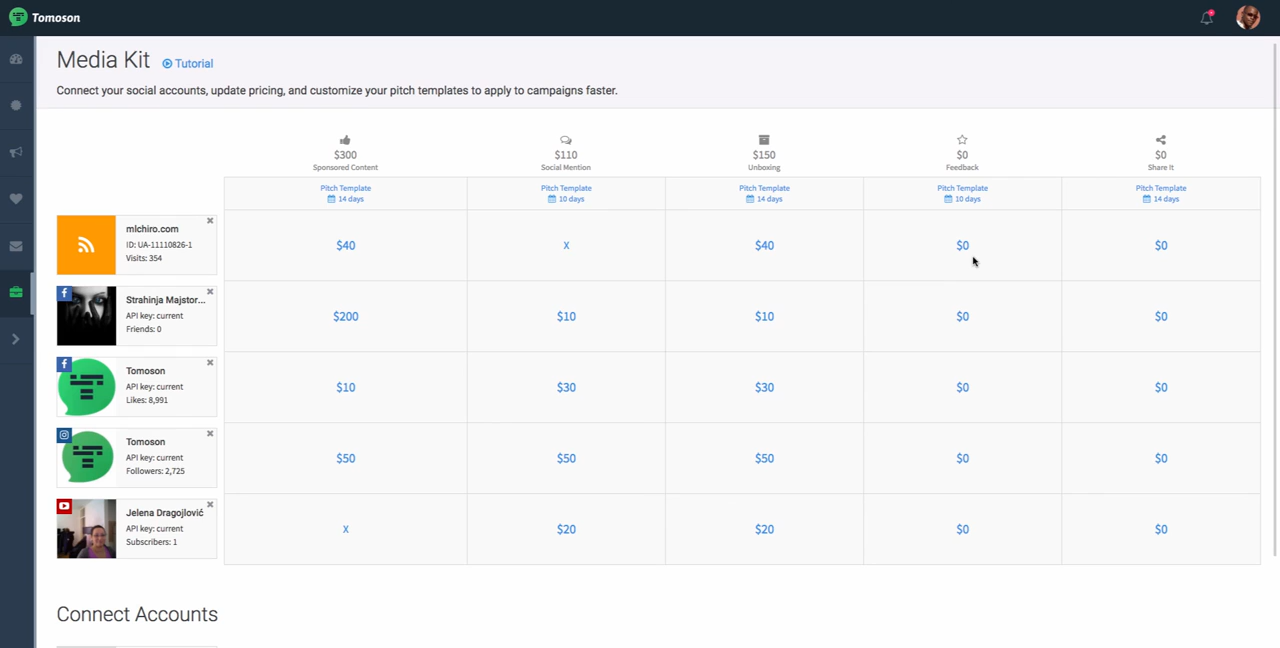 Tomoson
Media Kit Tutorial
Connect your social accounts, update pricing, and customize your pitch templates to apply to campaigns faster.
$300 $110 $150 $0 $0
Sponsored Content Social Mention Unboxing Feedback Share It
Pitch Template Pitch Template Pitch Template Pitch Template Pitch Template
14 days 10 days 14 days 10 days 14 days
mlchiro.com
ID: UA-11110826-1
Visits: 354
$40 X $40 $0 $0
Strahinja Majstor...
API key: current
Friends: 0
$200 $10 $10 $0 $0
Tomoson
API key: current
Likes: 8,991
$10 $30 $30 $0 $0
Tomoson
API key: current
Followers: 2,725
$50 $50 $50 $0 $0
Jelena Dragojlović
API key: current
Subscribers: 1
X $20 $20 $0 $0
Connect Accounts